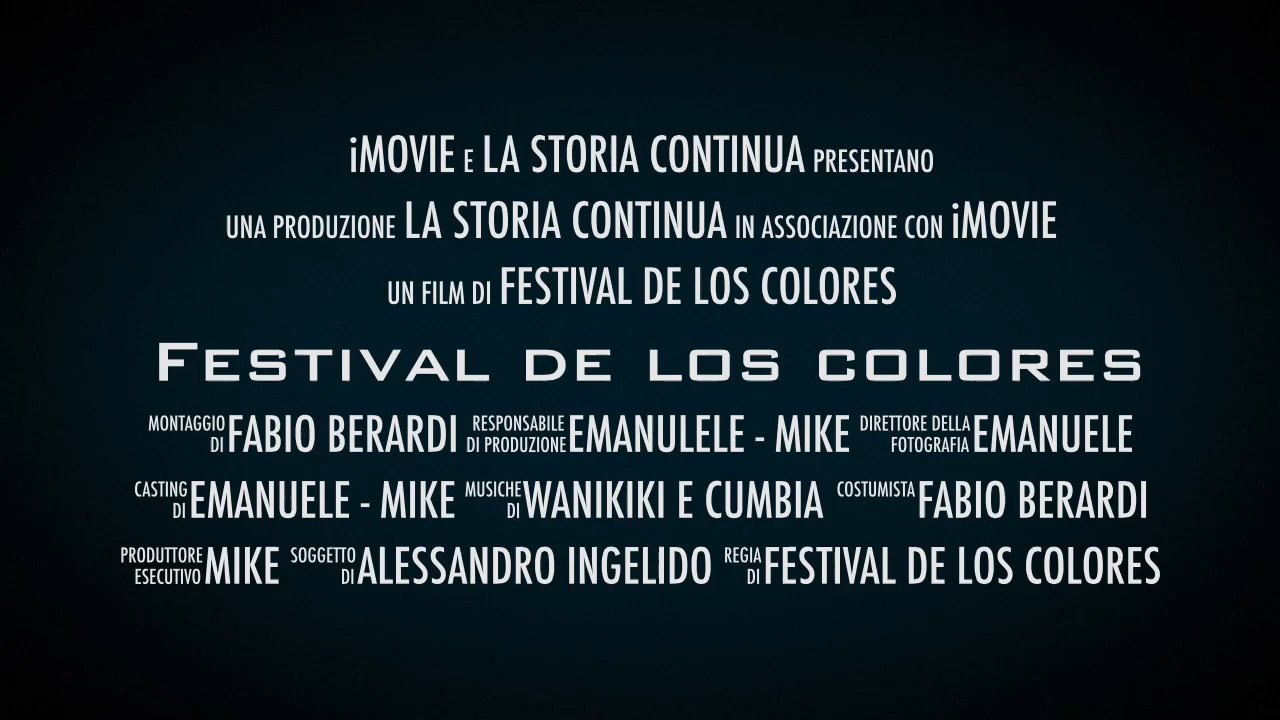 iMOVIE E LA STORIA CONTINUA PRESENTANO
UNA PRODUZIONE LA STORIA CONTINUA IN ASSOCIAZIONE CON iMOVIE
UN FILM DI FESTIVAL DE LOS COLORES
FESTIVAL DE LOS COLORES
MONTAGGIO DI FABIO BERARDI RESPONSABILE DI PRODUZIONE EMANULELE - MIKE DIRETTORE DELLA FOTOGRAFIA EMANUELE
CASTING DI EMANUELE - MIKE MUSICHE DI WANIKIKI E CUMBIA COSTUMISTA FABIO BERARDI
PRODUTTORE ESECUTIVO MIKE SOGGETTO DI ALESSANDRO INGELIDO REGIA DI FESTIVAL DE LOS COLORES